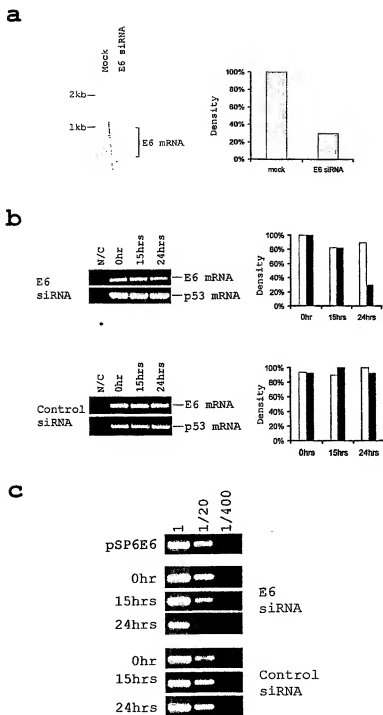 a
Mock
E6 siRNA
2kb
1kb
E6 mRNA
Density
100%
80%
60%
40%
20%
0%
mock
E6 siRNA
b
N/C
0hr
15hrs
24hrs
E6 siRNA
E6 mRNA
p53 mRNA
Density
100%
80%
60%
40%
20%
0%
0hr
15hrs
24hrs
N/C
0hr
15hrs
24hrs
Control siRNA
E6 mRNA
p53 mRNA
Density
100%
80%
60%
40%
20%
0%
0hrs
15hrs
24hrs
c
1
1/20
1/400
pSP6E6
0hr
15hrs
24hrs
E6 siRNA
0hr
15hrs
24hrs
Control siRNA